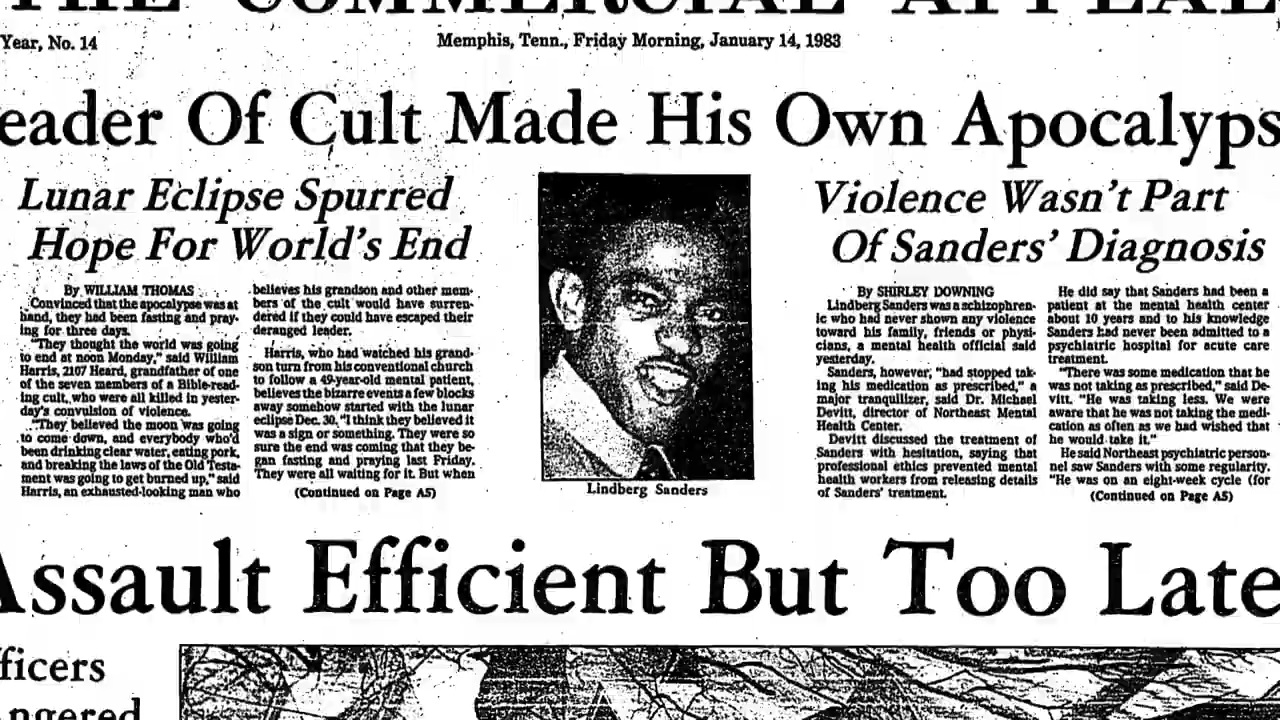 THE COMMERCIAL APPEAL
Year, No. 14
Memphis, Tenn., Friday Morning, January 14, 1983
eader Of Cult Made His Own Apocalyps
Lunar Eclipse Spurred
Hope For World's End
By WILLIAM THOMAS
Convinced that the apocalypse was at
hand, they had been fasting and pray-
ing for three days.
"They thought the world was going
to end at noon Monday," said William
Harris, 2107 Heard, grandfather of one
of the seven members of a Bible-read-
ing cult, who were all killed in yester-
day's convulsion of violence.
"They believed the moon was going
to come down, and everybody who'd
been drinking clear water, eating pork,
and breaking the laws of the Old Testa-
ment was going to get burned up," said
Harris, an exhausted-looking man who
believes his grandson and other mem-
bers of the cult would have surren-
dered if they could have escaped their
deranged leader.
Harris, who had watched his grand-
son turn from his conventional church
to follow a 49-year-old mental patient,
believes the bizarre events a few blocks
away somehow started with the lunar
eclipse Dec. 30. "I think they believed it
was a sign or something. They were so
sure the end was coming that they be-
gan fasting and praying last Friday.
They were all waiting for it. But when
(Continued on Page A5)
Lindberg Sanders
Violence Wasn't Part
Of Sanders' Diagnosis
By SHIRLEY DOWNING
Lindberg Sanders was a schizophren-
ic who had never shown any violence
toward his family, friends or physi-
cians, a mental health official said
yesterday.
Sanders, however, "had stopped tak-
ing his medication as prescribed," a
major tranquilizer, said Dr. Michael
Devitt, director of Northeast Mental
Health Center.
Devitt discussed the treatment of
Sanders with hesitation, saying that
professional ethics prevented mental
health workers from releasing details
of Sanders' treatment.
He did say that Sanders had been a
patient at the mental health center
about 10 years and to his knowledge
Sanders had never been admitted to a
psychiatric hospital for acute care
treatment.
"There was some medication that he
was not taking as prescribed," said De-
vitt. "He was taking less. We were
aware that he was not taking the medi-
cation as often as we had wished that
he would take it."
He said Northeast psychiatric person-
nel saw Sanders with some regularity.
"He was on an eight-week cycle (for
(Continued on Page A5)
Assault Efficient But Too Late
ficers
ngered